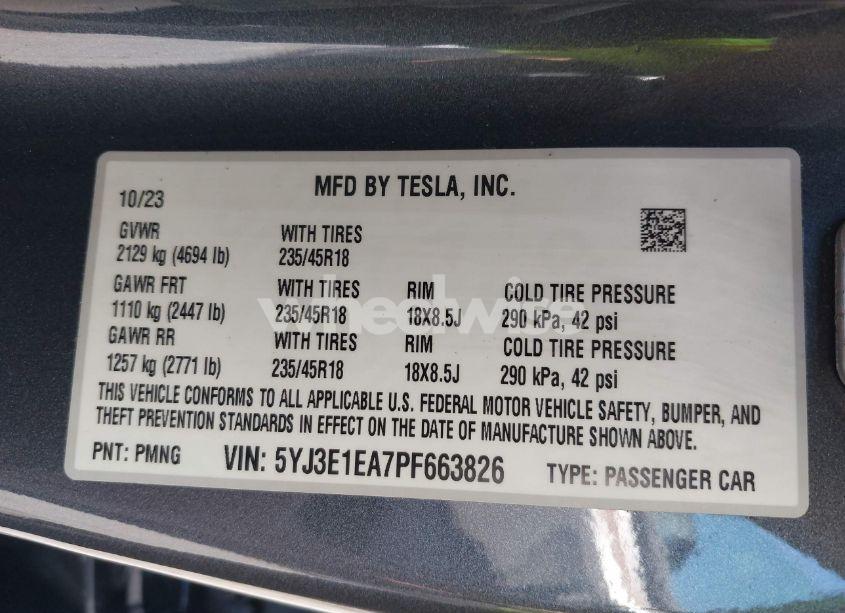 MFD BY TESLA, INC.
10/23
GVWR WITH TIRES
2129 kg (4694 lb) 235/45R18
GAWR FRT WITH TIRES RIM COLD TIRE PRESSURE
1110 kg (2447 lb) 235/45R18 18X8.5J 290 kPa, 42 psi
GAWR RR WITH TIRES RIM COLD TIRE PRESSURE
1257 kg (2771 lb) 235/45R18 18X8.5J 290 kPa, 42 psi
THIS VEHICLE CONFORMS TO ALL APPLICABLE U.S. FEDERAL MOTOR VEHICLE SAFETY, BUMPER, AND
THEFT PREVENTION STANDARDS IN EFFECT ON THE DATE OF MANUFACTURE SHOWN ABOVE.
PNT: PMNG VIN: 5YJ3E1EA7PF663826 TYPE: PASSENGER CAR
wheelwise